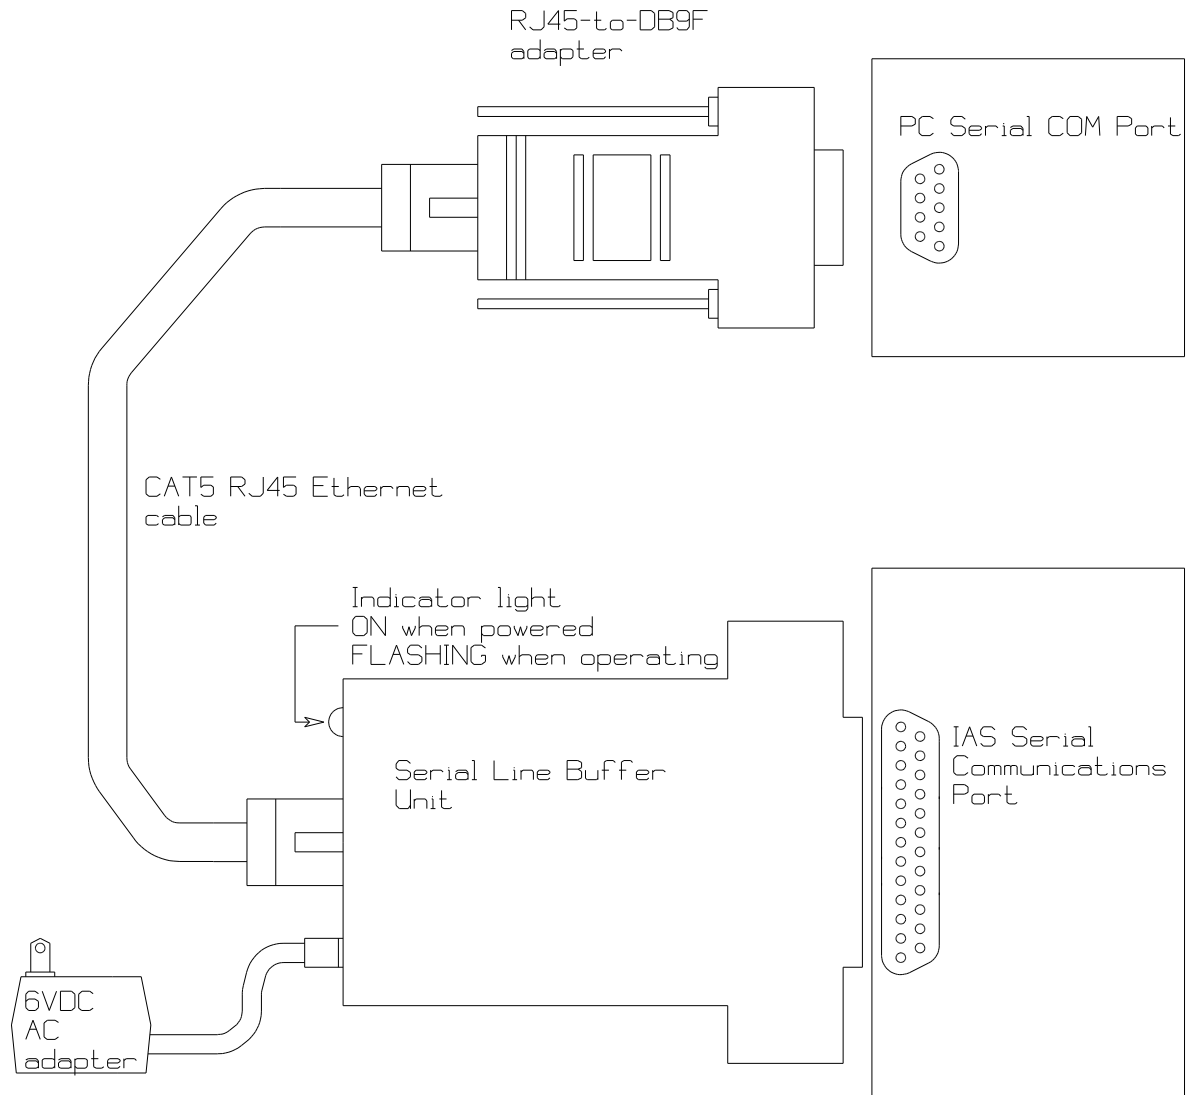 RJ45-to-DB9F
adapter
PC Serial COM Port
CAT5 RJ45 Ethernet
cable
Indicator light
ON when powered
FLASHING when operating
Serial Line Buffer
Unit
IAS Serial
Communications
Port
6VDC
AC
adapter